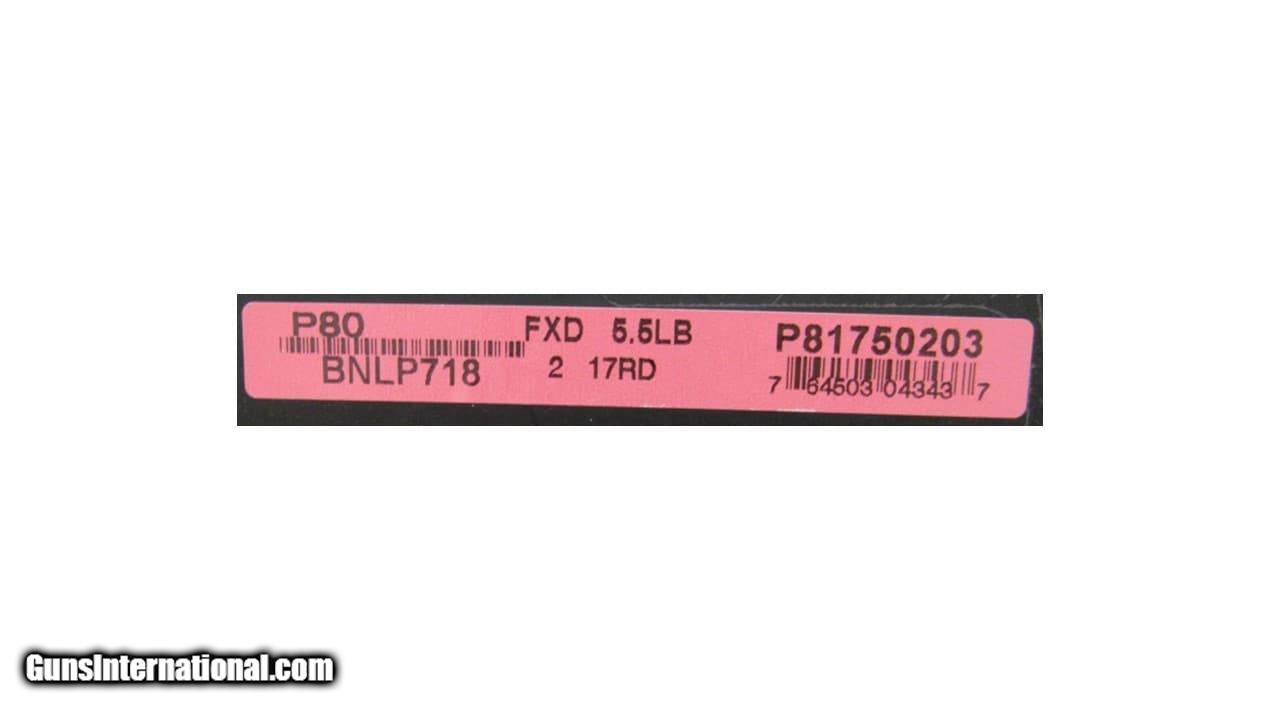 P80 FXD 5.5LB P81750203
BNLP718 2 17RD 7 64503 04343 7
GunsInternational.com